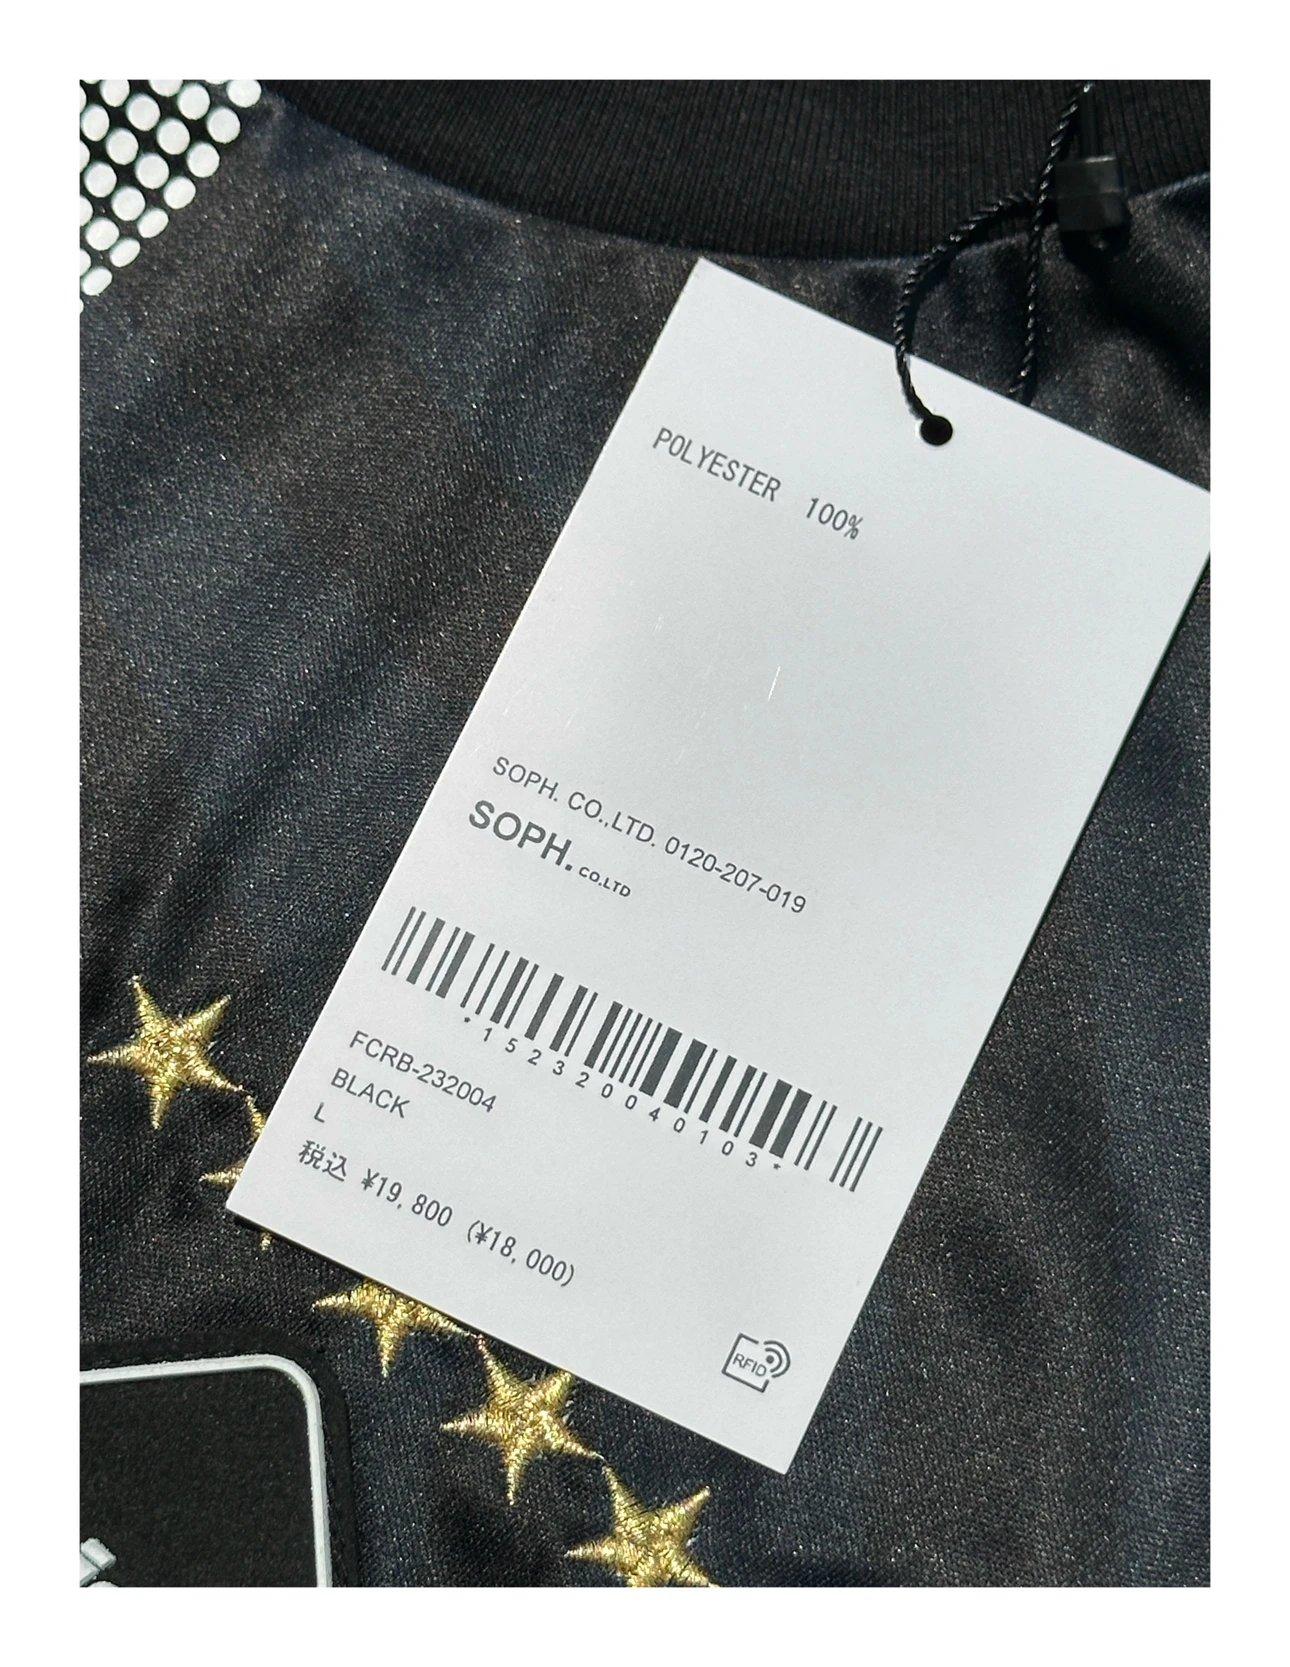 POLYESTER 100%
SOPH. CO.,LTD. 0120-207-019
SOPH. CO.LTD
*152320040103*
FCRB-232004
BLACK
L
税込 ¥19,800 (¥18,000)
RFID